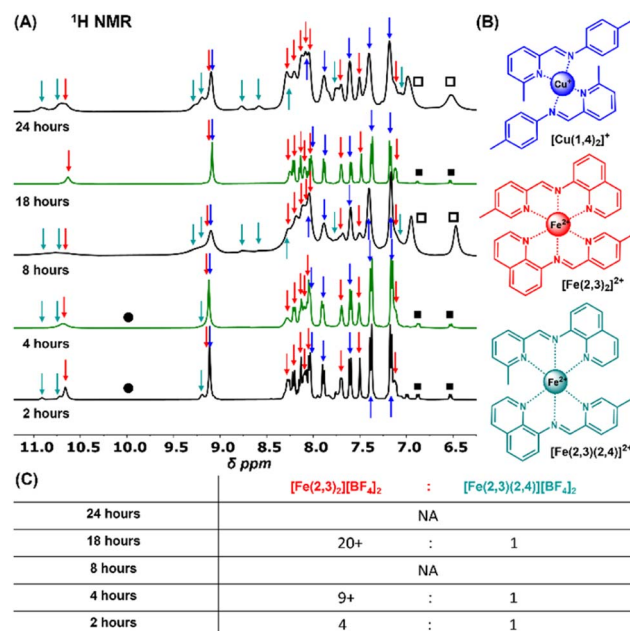 (A) ¹H NMR
24 hours
18 hours
8 hours
4 hours
2 hours
11.0 10.5 10.0 9.5 9.0 8.5 8.0 7.5 7.0 6.5
δ ppm
(B)
N
N
Cu⁺
N
N
[Cu(1,4)₂]⁺
N
N
N
Fe²⁺
N
N
N
[Fe(2,3)₂]²⁺
N
N
N
Fe²⁺
N
N
N
[Fe(2,3)(2,4)]²⁺
(C) [Fe(2,3)₂][BF₄]₂ : [Fe(2,3)(2,4)][BF₄]₂
24 hours NA
18 hours 20+ : 1
8 hours NA
4 hours 9+ : 1
2 hours 4 : 1